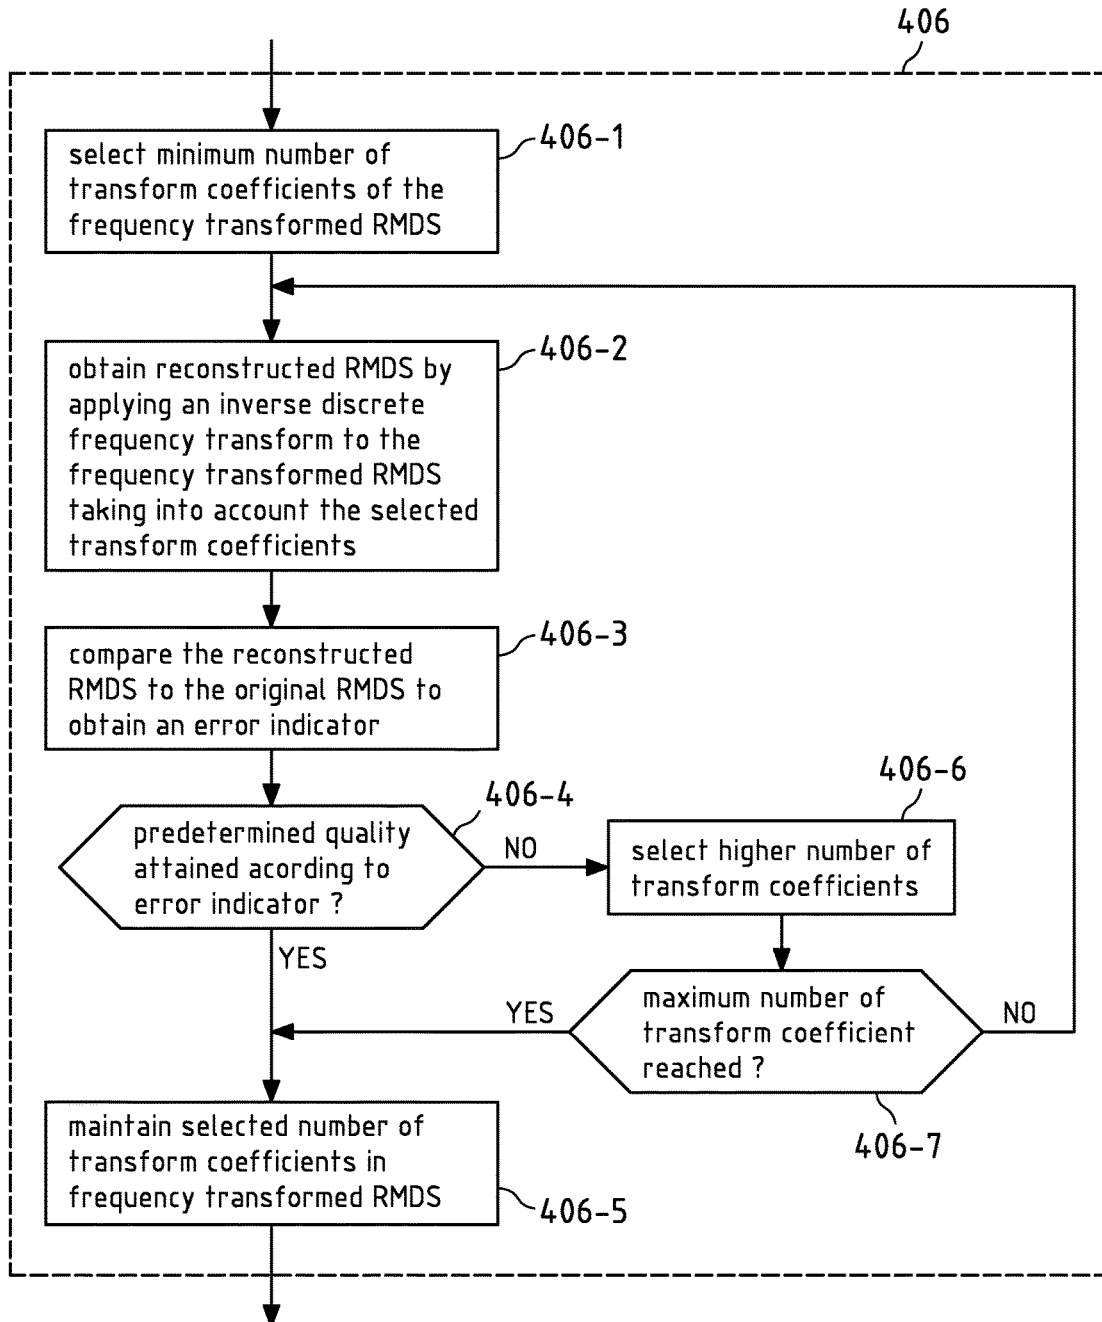 406
406-1
select minimum number of
transform coefficients of the
frequency transformed RMDS
406-2
obtain reconstructed RMDS by
applying an inverse discrete
frequency transform to the
frequency transformed RMDS
taking into account the selected
transform coefficients
406-3
compare the reconstructed
RMDS to the original RMDS to
obtain an error indicator
406-4
predetermined quality
attained acording to
error indicator ?
NO
406-6
select higher number of
transform coefficients
YES
maximum number of
transform coefficient
reached ?
YES
NO
406-7
maintain selected number of
transform coefficients in
frequency transformed RMDS
406-5